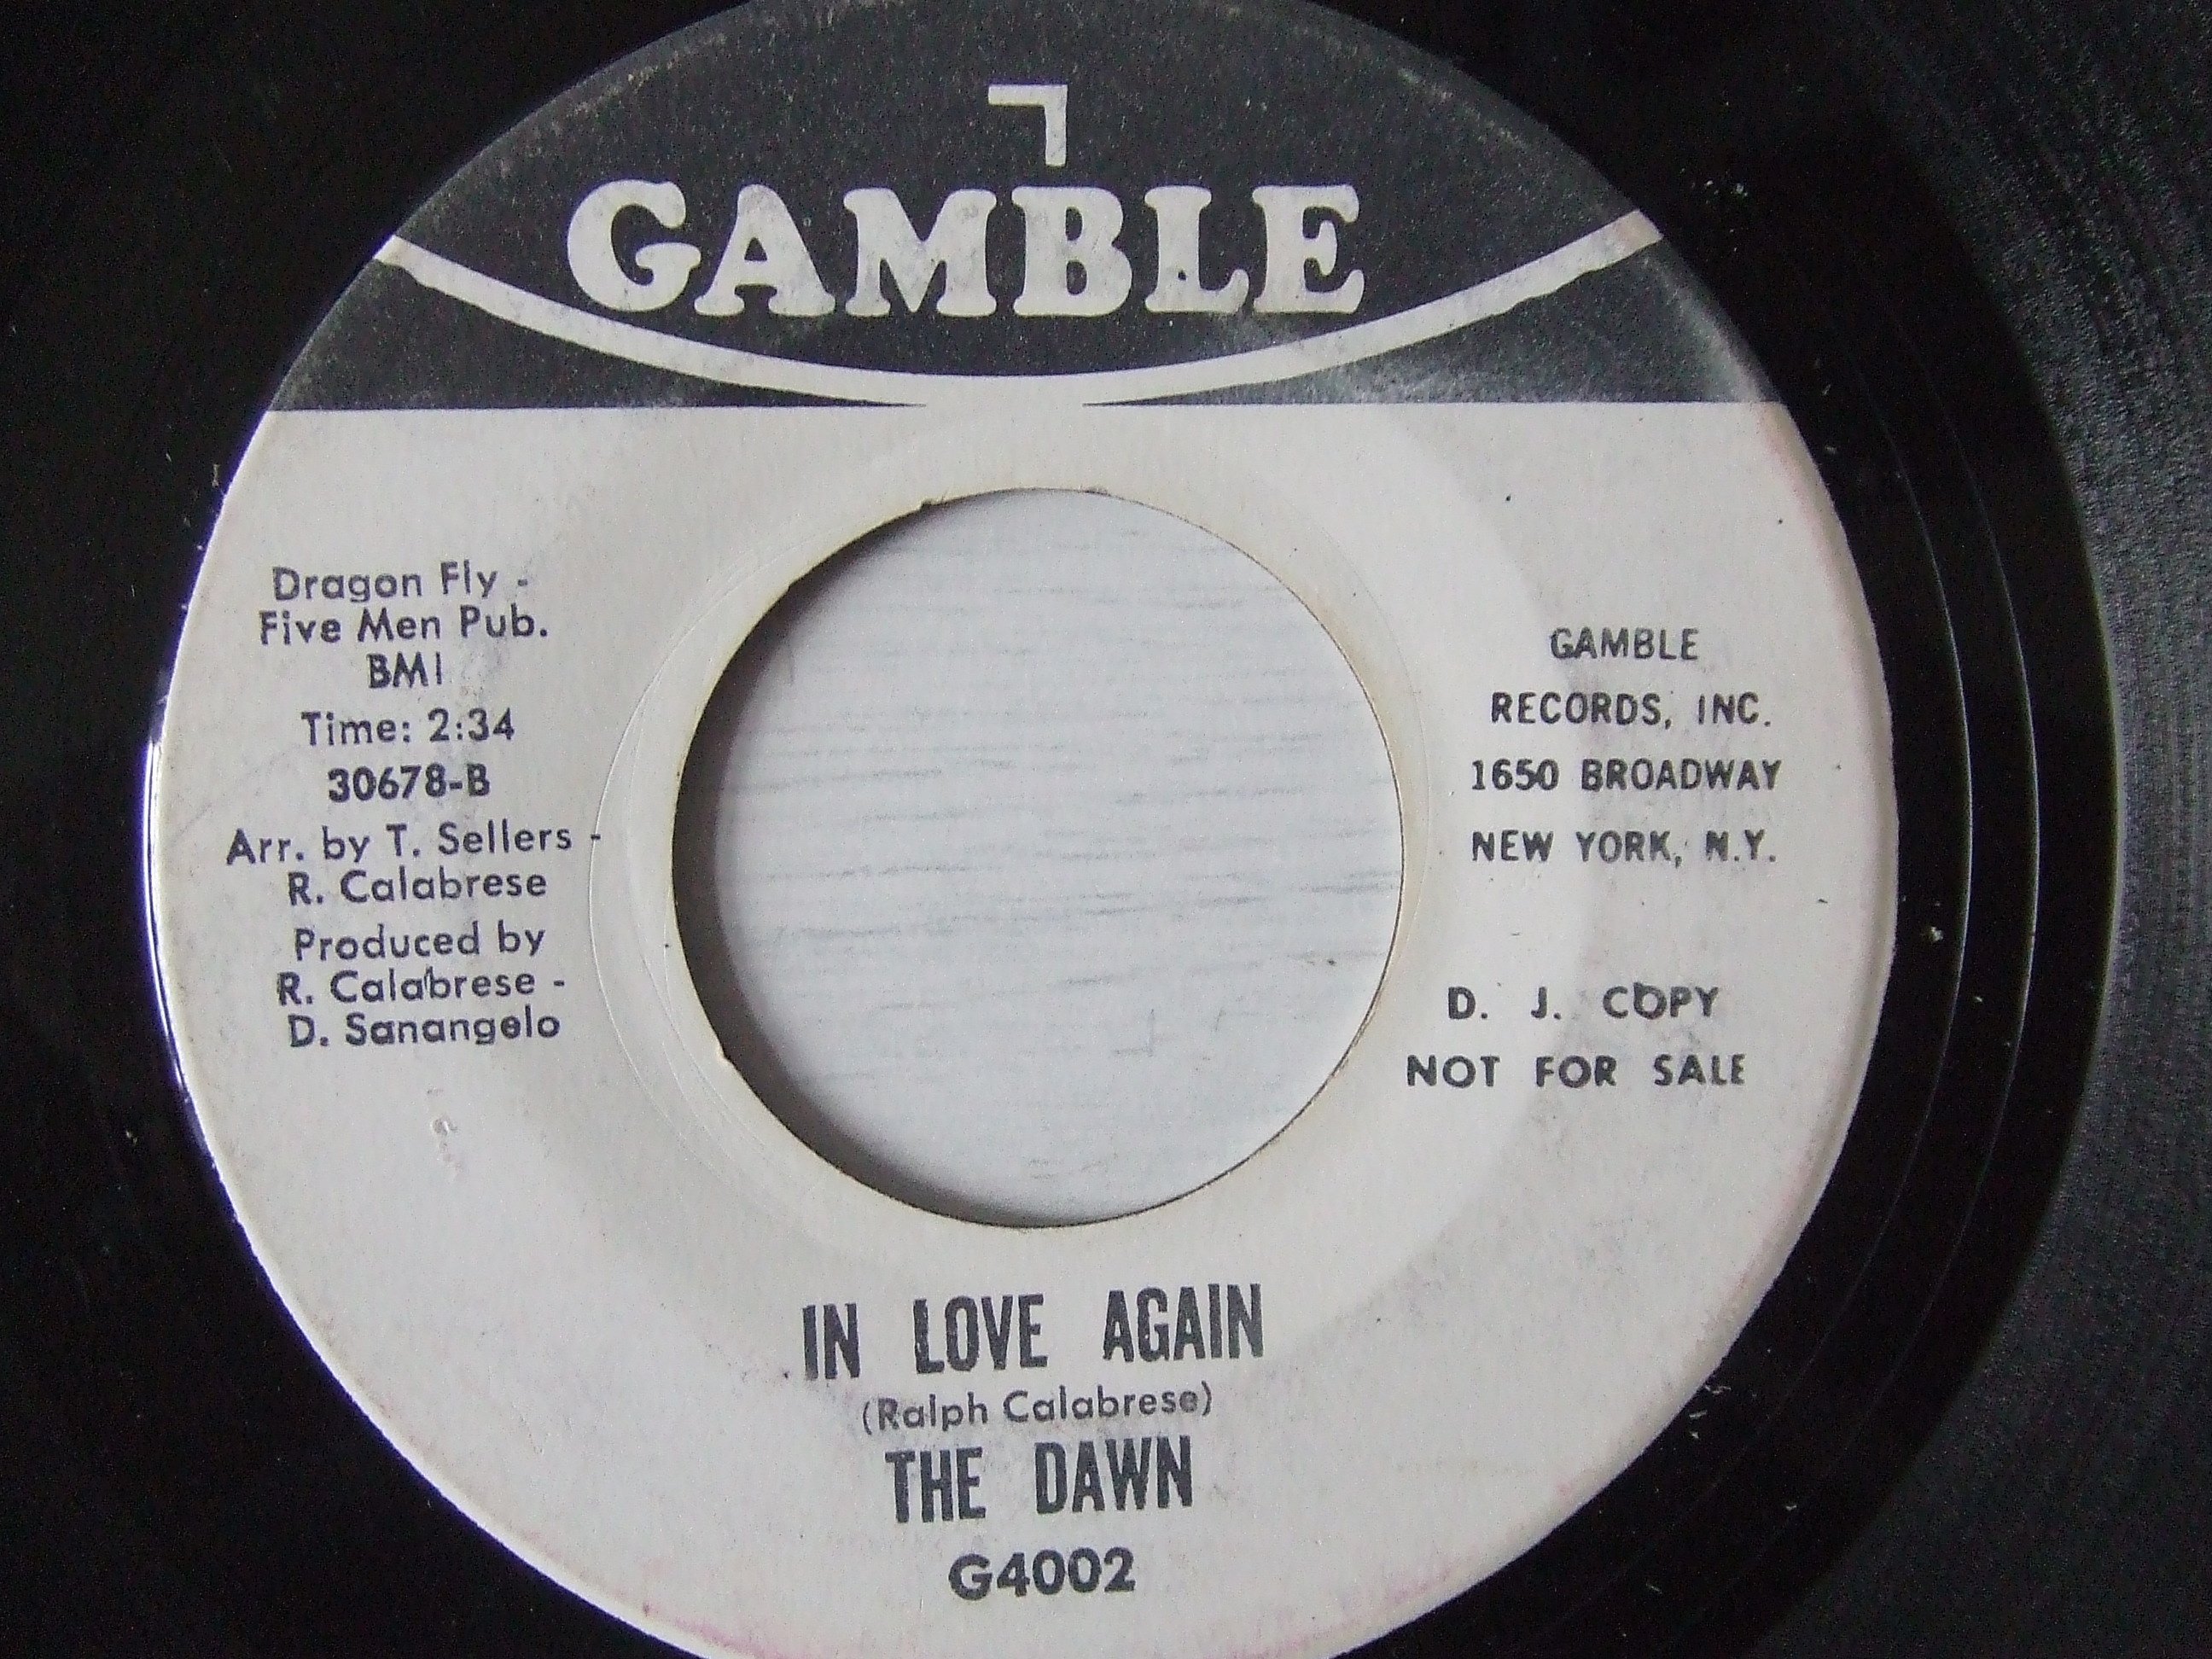 GAMBLE
Dragon Fly -
Five Men Pub.
BMI
Time: 2:34
30678-B
Arr. by T. Sellers -
R. Calabrese
Produced by
R. Calabrese -
D. Sanangelo
GAMBLE
RECORDS, INC.
1650 BROADWAY
NEW YORK, N.Y.
D. J. COPY
NOT FOR SALE
IN LOVE AGAIN
(Ralph Calabrese)
THE DAWN
G4002